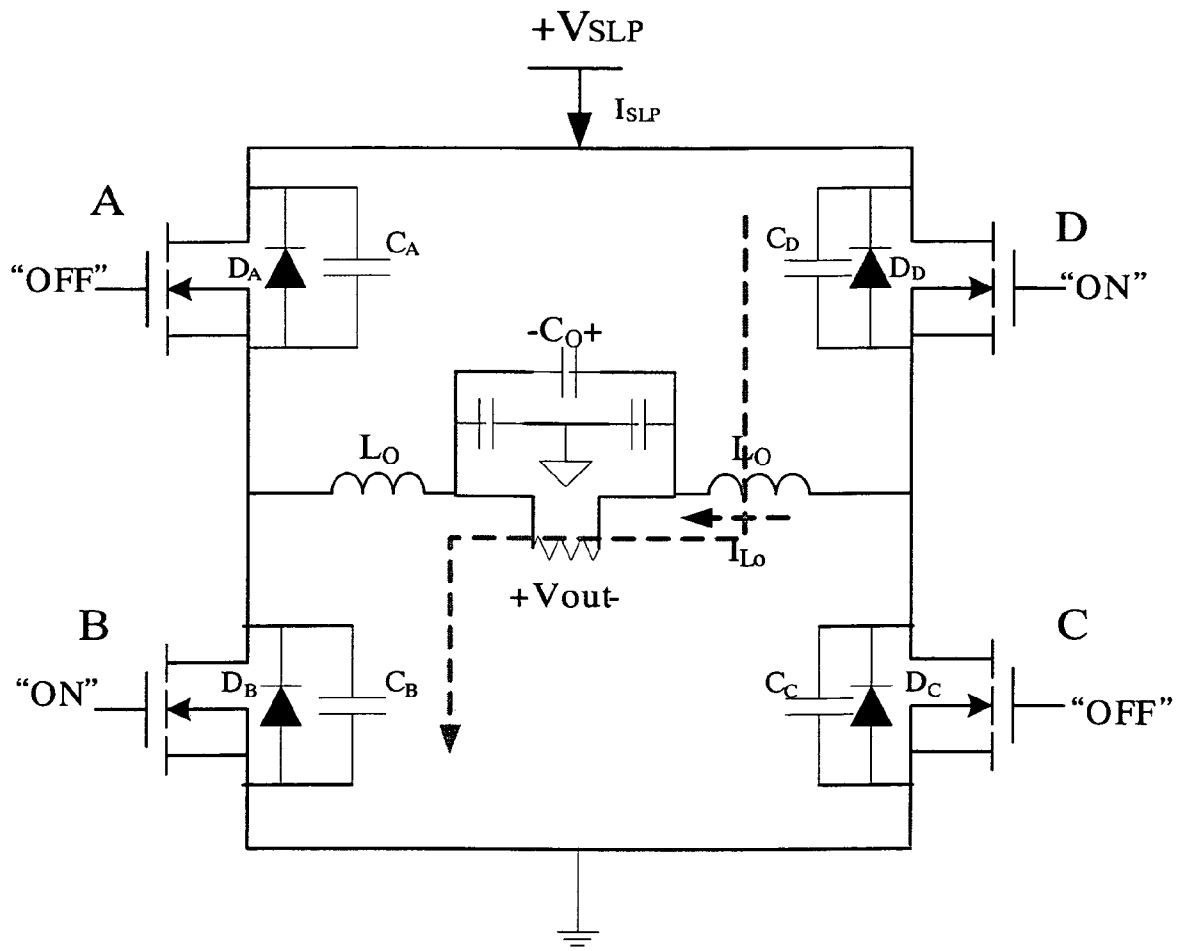 +VSLP
ISLP
A
D
DA
CA
CD
DD
“OFF”
“ON”
-CO+
LO
LO
ILo
+Vout-
B
C
DB
CB
CC
DC
“ON”
“OFF”